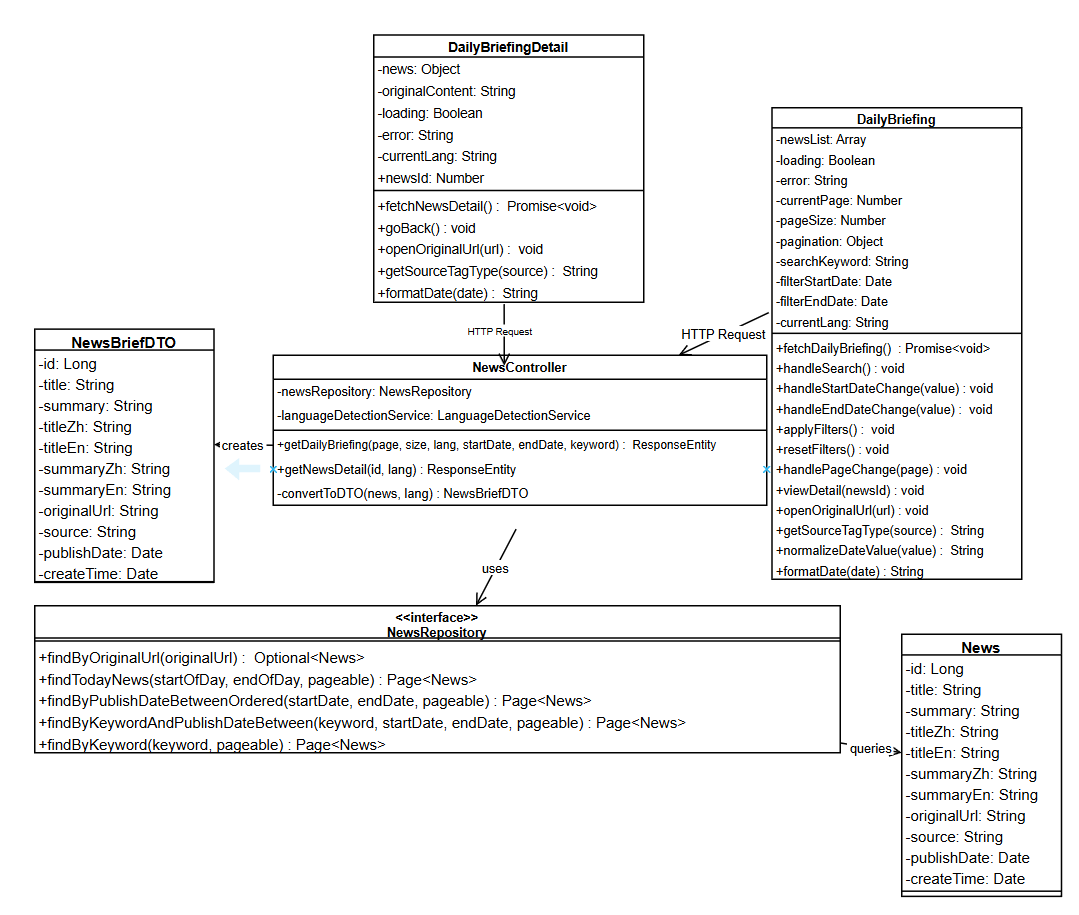 DailyBriefingDetail
-news: Object
-originalContent: String
-loading: Boolean
-error: String
-currentLang: String
+newsId: Number
+fetchNewsDetail() : Promise<void>
+goBack() : void
+openOriginalUrl(url) : void
+getSourceTagType(source) : String
+formatDate(date) : String
DailyBriefing
-newsList: Array
-loading: Boolean
-error: String
-currentPage: Number
-pageSize: Number
-pagination: Object
-searchKeyword: String
-filterStartDate: Date
-filterEndDate: Date
-currentLang: String
+fetchDailyBriefing() : Promise<void>
+handleSearch() : void
+handleStartDateChange(value) : void
+handleEndDateChange(value) : void
+applyFilters() : void
+resetFilters() : void
+handlePageChange(page) : void
+viewDetail(newsId) : void
+openOriginalUrl(url) : void
+getSourceTagType(source) : String
+normalizeDateValue(value) : String
+formatDate(date) : String
HTTP Request
HTTP Request
NewsBriefDTO
-id: Long
-title: String
-summary: String
-titleZh: String
-titleEn: String
-summaryZh: String
-summaryEn: String
-originalUrl: String
-source: String
-publishDate: Date
-createTime: Date
creates
NewsController
-newsRepository: NewsRepository
-languageDetectionService: LanguageDetectionService
+getDailyBriefing(page, size, lang, startDate, endDate, keyword) : ResponseEntity
+getNewsDetail(id, lang) : ResponseEntity
-convertToDTO(news, lang) : NewsBriefDTO
uses
<<interface>>
NewsRepository
+findByOriginalUrl(originalUrl) : Optional<News>
+findTodayNews(startOfDay, endOfDay, pageable) : Page<News>
+findByPublishDateBetweenOrdered(startDate, endDate, pageable) : Page<News>
+findByKeywordAndPublishDateBetween(keyword, startDate, endDate, pageable) : Page<News>
+findByKeyword(keyword, pageable) : Page<News>
queries
News
-id: Long
-title: String
-summary: String
-titleZh: String
-titleEn: String
-summaryZh: String
-summaryEn: String
-originalUrl: String
-source: String
-publishDate: Date
-createTime: Date